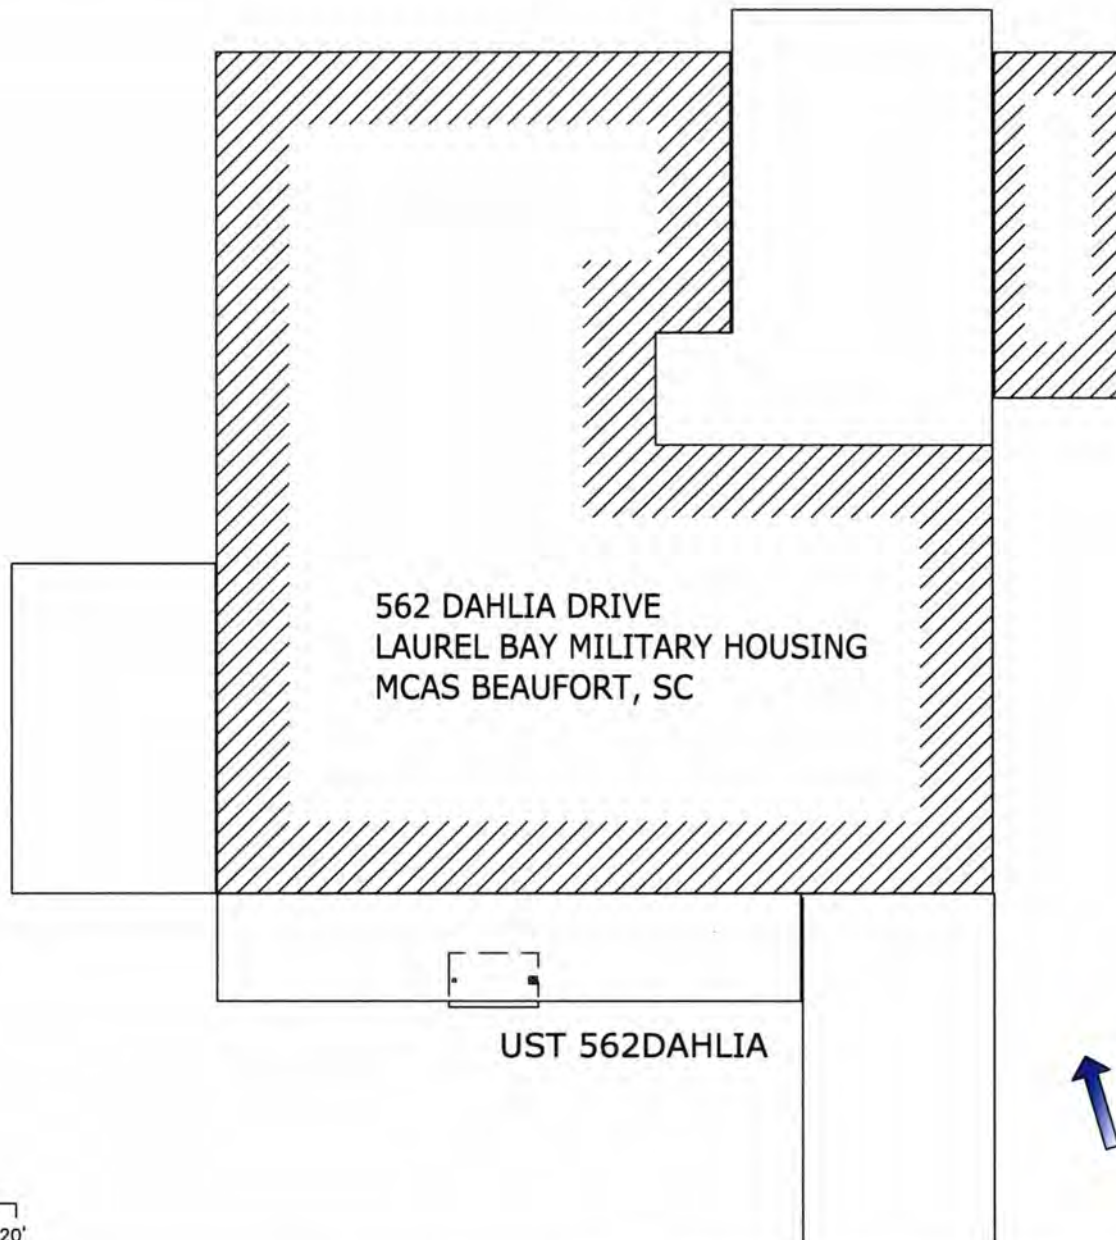 562 DAHLIA DRIVE
LAUREL BAY MILITARY HOUSING
MCAS BEAUFORT, SC
UST 562DAHLIA
20'